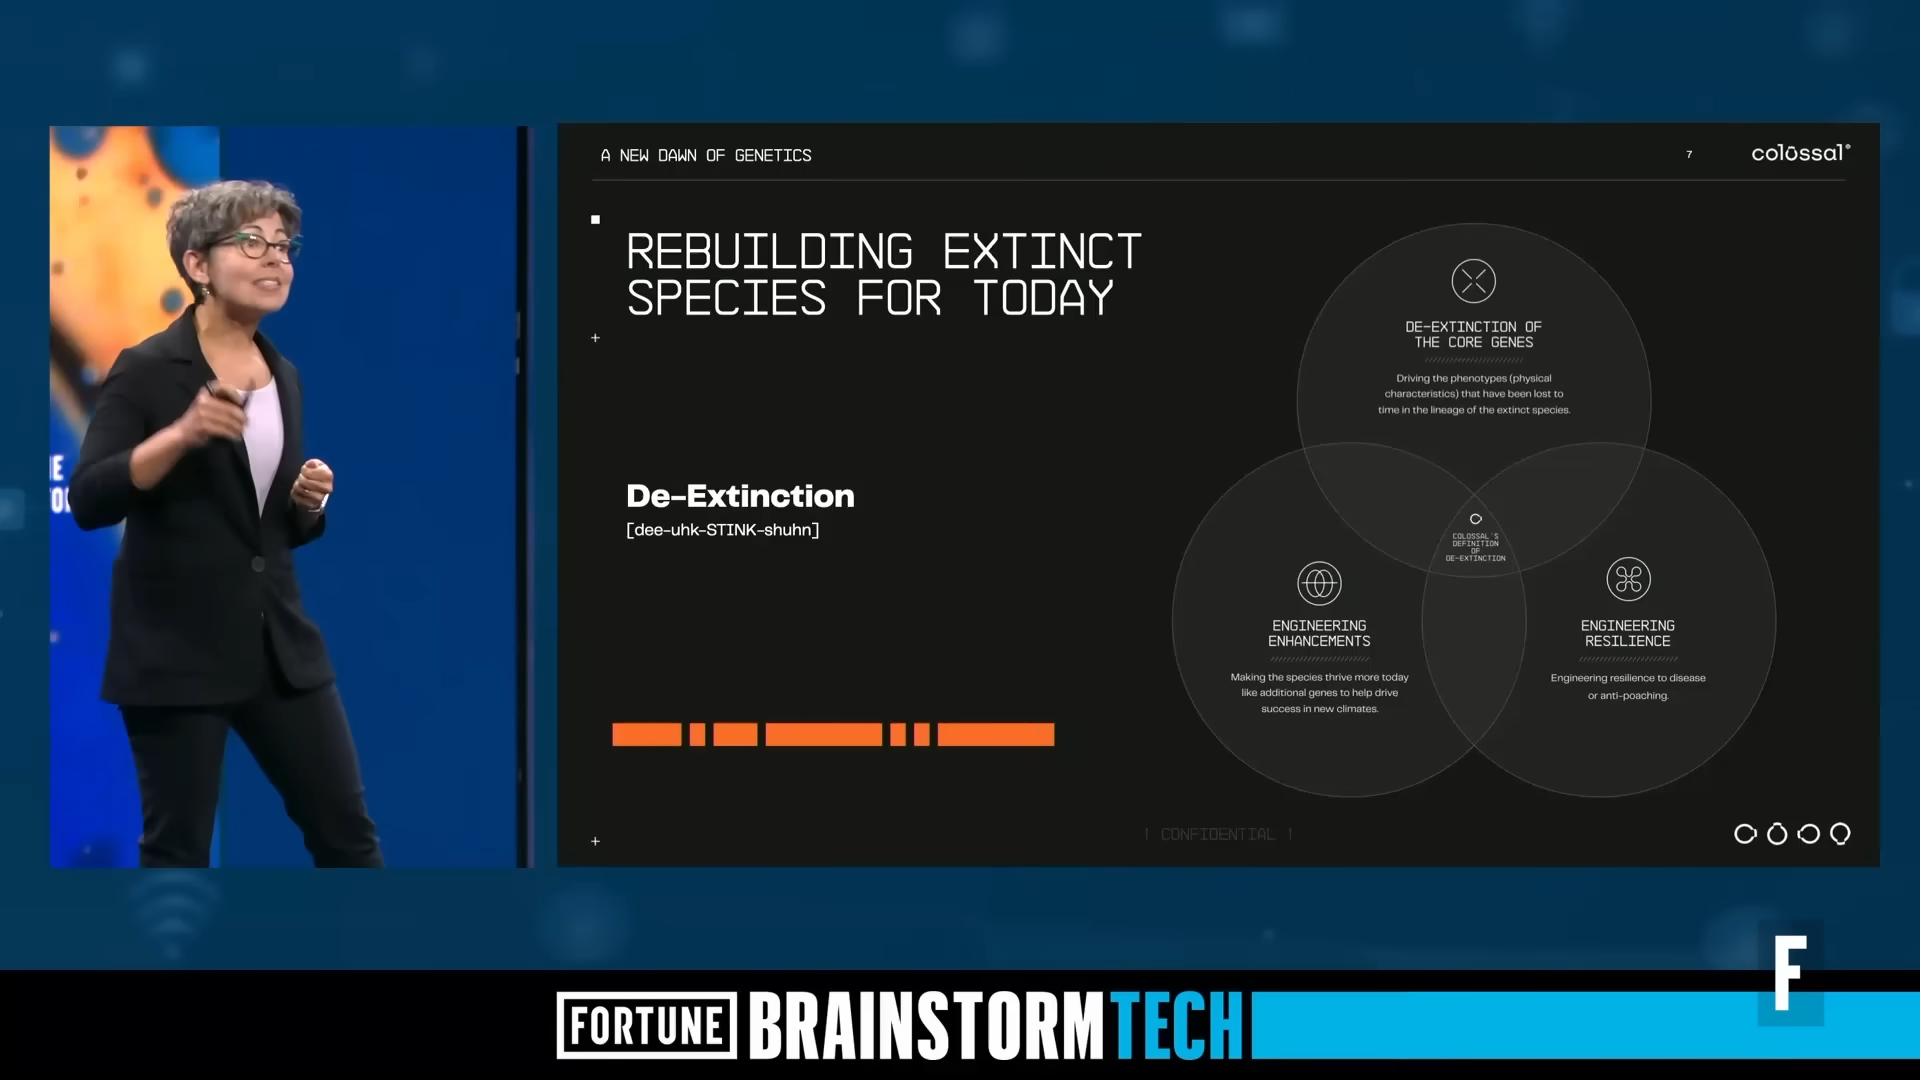 A NEW DAWN OF GENETICS
7
colossal®
REBUILDING EXTINCT
SPECIES FOR TODAY
De-Extinction
[dee-uhk-STINK-shuhn]
DE-EXTINCTION OF
THE CORE GENES
Driving the phenotypes (physical
characteristics) that have been lost to
time in the lineage of the extinct species.
COLOSSAL'S
DEFINITION
OF
DE-EXTINCTION
ENGINEERING
ENHANCEMENTS
Making the species thrive more today
like additional genes to help drive
success in new climates.
ENGINEERING
RESILIENCE
Engineering resilience to disease
or anti-poaching.
! CONFIDENTIAL !
F
FORTUNE BRAINSTORMTECH